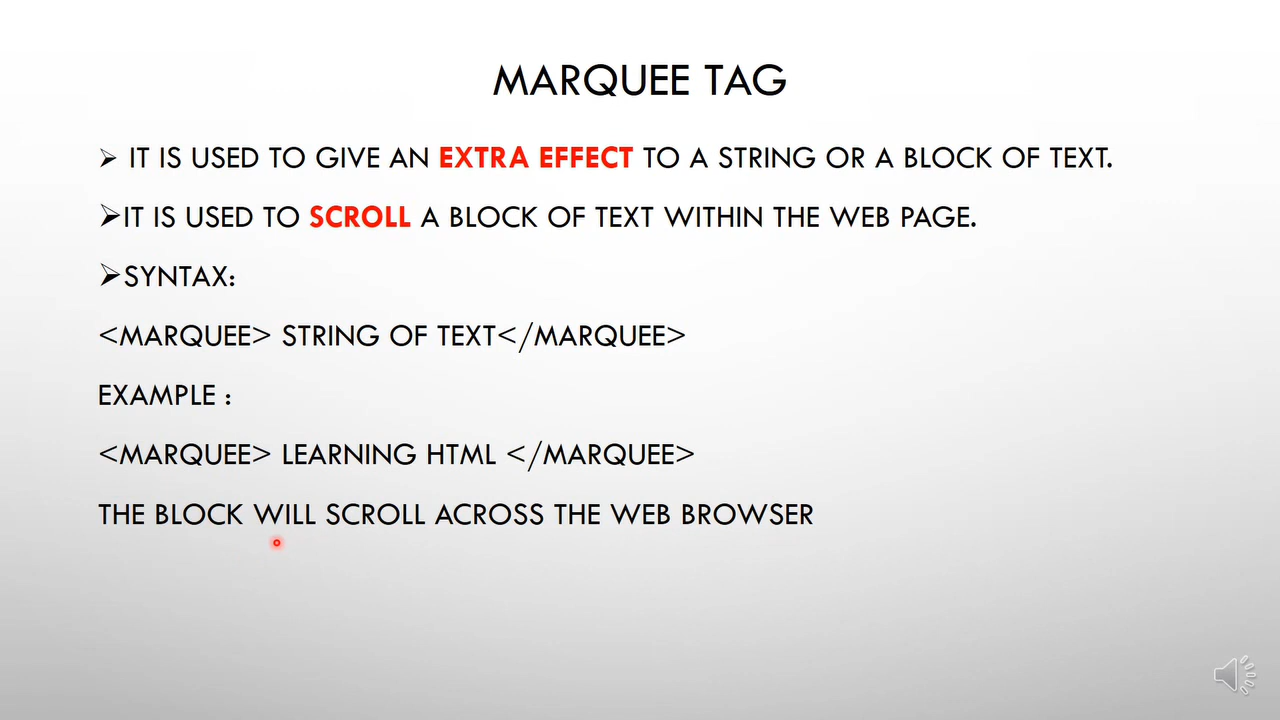 MARQUEE TAG
➢ IT IS USED TO GIVE AN EXTRA EFFECT TO A STRING OR A BLOCK OF TEXT.
➢IT IS USED TO SCROLL A BLOCK OF TEXT WITHIN THE WEB PAGE.
➢SYNTAX:
<MARQUEE> STRING OF TEXT</MARQUEE>
EXAMPLE :
<MARQUEE> LEARNING HTML </MARQUEE>
THE BLOCK WILL SCROLL ACROSS THE WEB BROWSER